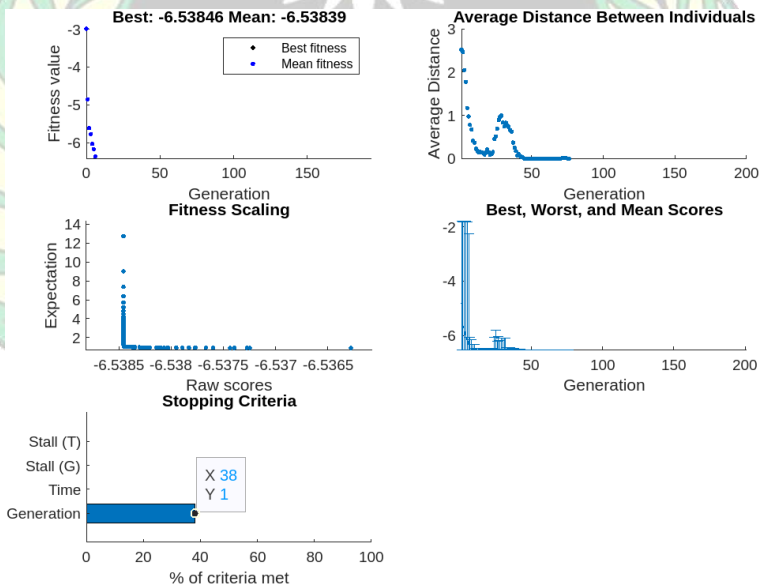 Best: -6.53846 Mean: -6.53839
-3
-4
-5
-6
Fitness value
0 50 100 150
Generation
Best fitness
Mean fitness
Average Distance Between Individuals
3
2
1
0
Average Distance
50 100 150 200
Generation
Fitness Scaling
14
12
10
8
6
4
2
Expectation
-6.5385 -6.538 -6.5375 -6.537 -6.5365
Raw scores
Best, Worst, and Mean Scores
-2
-4
-6
50 100 150 200
Generation
Stopping Criteria
Stall (T)
Stall (G)
Time
Generation
X 38
Y 1
0 20 40 60 80 100
% of criteria met